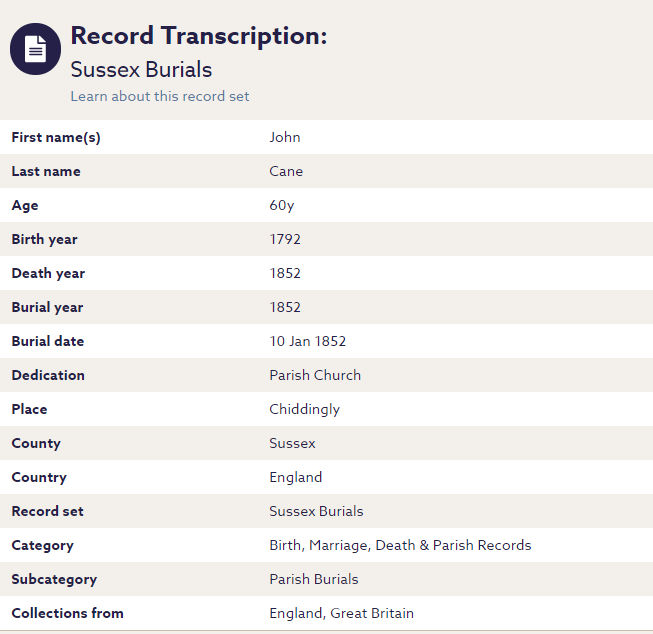 Record Transcription:
Sussex Burials
Learn about this record set
First name(s) John
Last name Cane
Age 60y
Birth year 1792
Death year 1852
Burial year 1852
Burial date 10 Jan 1852
Dedication Parish Church
Place Chiddingly
County Sussex
Country England
Record set Sussex Burials
Category Birth, Marriage, Death & Parish Records
Subcategory Parish Burials
Collections from England, Great Britain